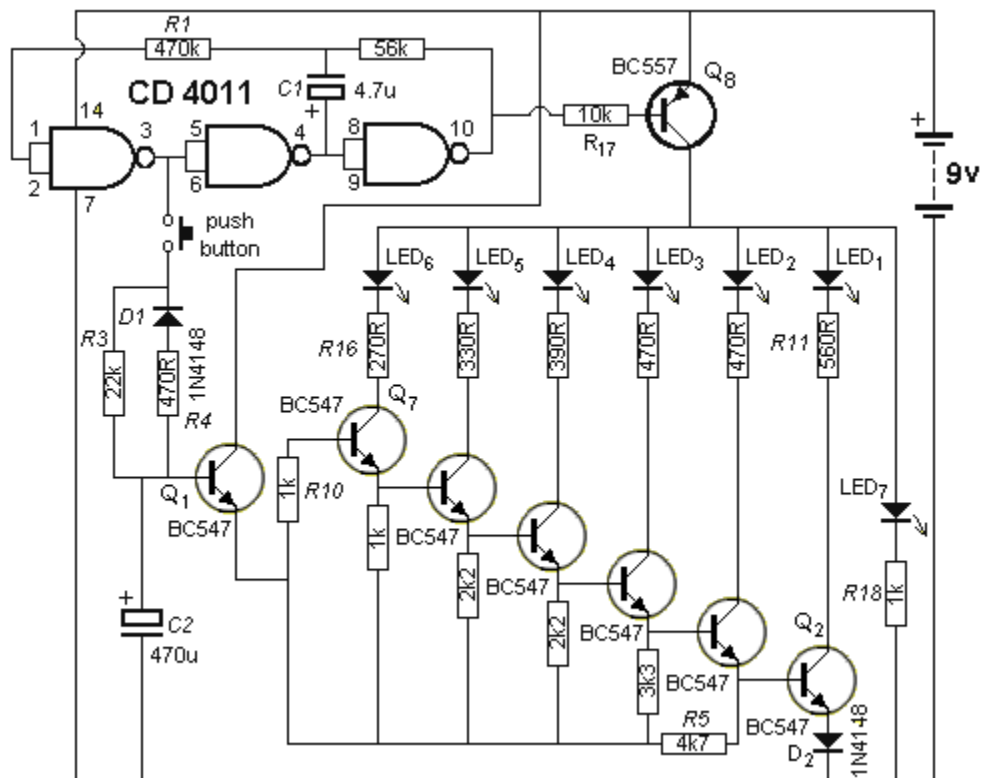 R1
470k
56k
BC557
Q8
C1
4.7u
+
CD 4011
14
1
2
3
7
5
6
4
8
9
10
10k
R17
+
9v
push
button
LED6
LED5
LED4
LED3
LED2
LED1
D1
1N4148
R3
22k
470R
R4
R16
270R
330R
390R
470R
470R
R11
560R
BC547
Q7
Q1
BC547
1k
R10
1k
BC547
2k2
BC547
2k2
BC547
3k3
BC547
R5
4k7
Q2
BC547
D2
1N4148
LED7
R18
1k
+
C2
470u